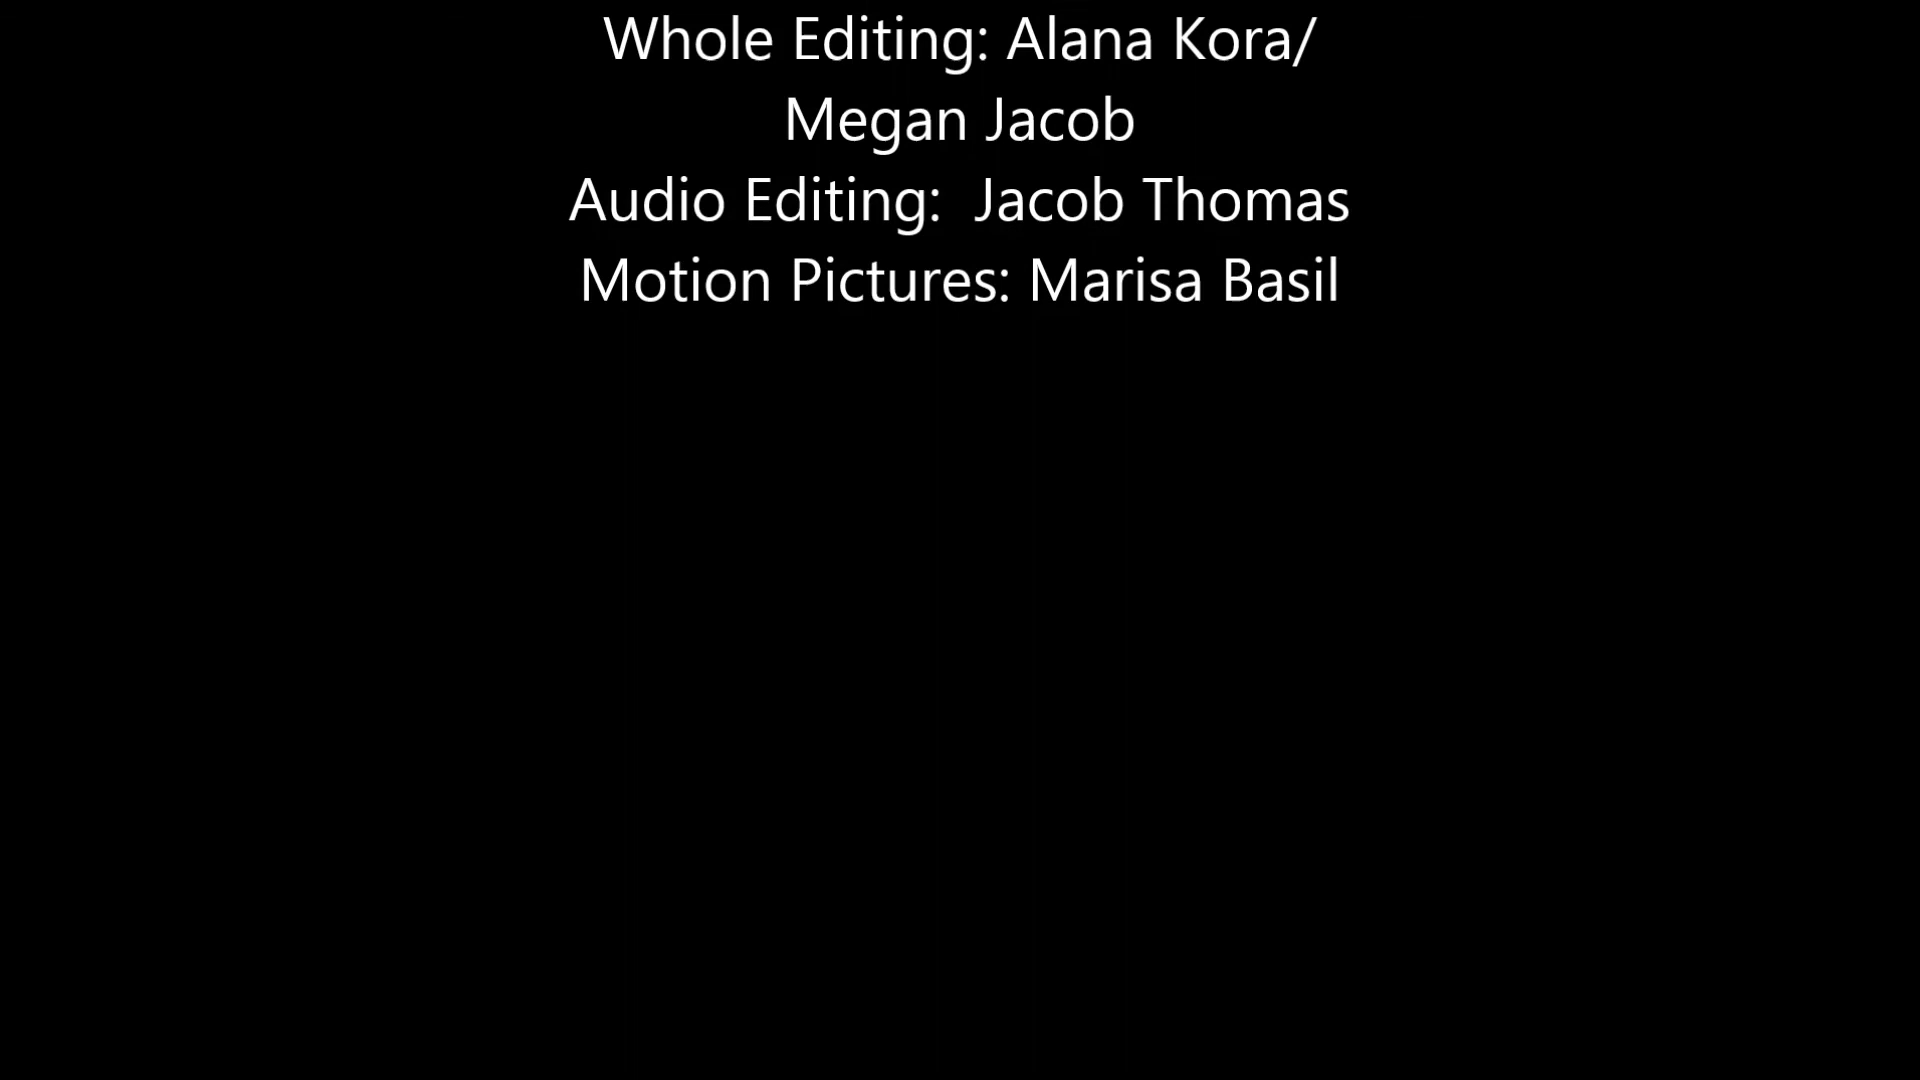 Whole Editing: Alana Kora/
Megan Jacob
Audio Editing:  Jacob Thomas
Motion Pictures: Marisa Basil